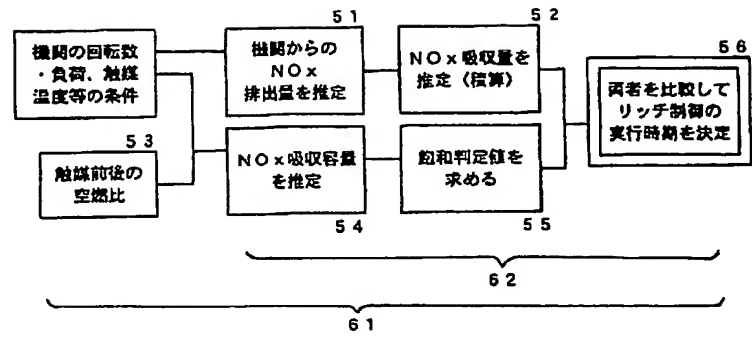 51
機関の回転数
・負荷、触媒
温度等の条件
機関からの
NOx
排出量を推定
52
NOx吸収量を
推定（積算）
56
両者を比較して
リッチ制御の
実行時期を決定
53
触媒前後の
空燃比
NOx吸収容量
を推定
54
飽和判定値を
求める
55
62
61